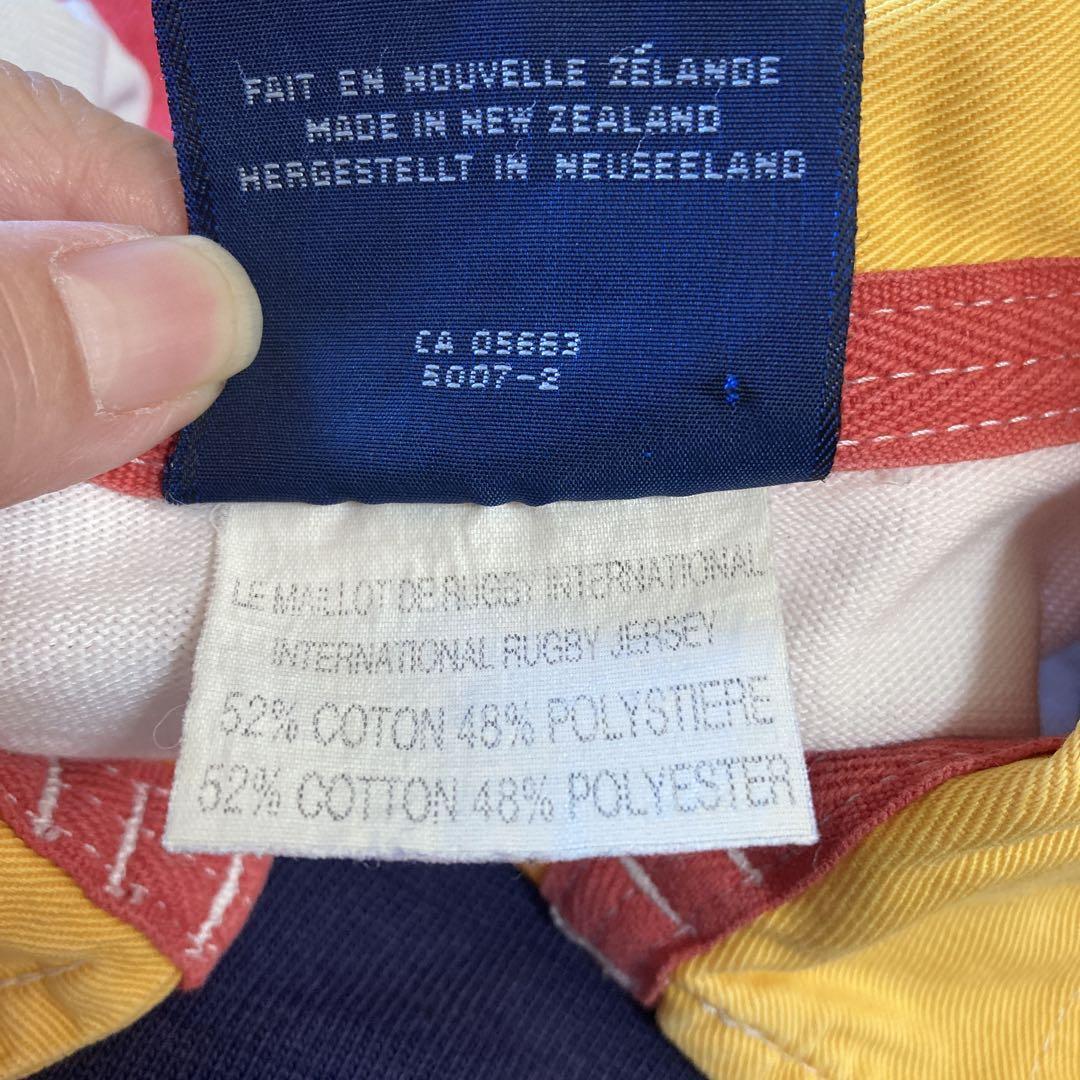 FAIT EN NOUVELLE ZÉLANDE
MADE IN NEW ZEALAND
HERGESTELLT IN NEUSEELAND
CA 05663
5007-2
LE MAILLOT DE RUGBY INTERNATIONAL
INTERNATIONAL RUGBY JERSEY
52% COTON 48% POLYSTIERE
52% COTTON 48% POLYESTER